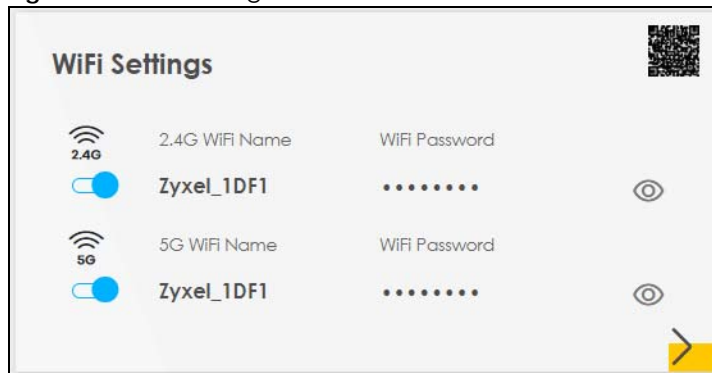 WiFi Settings
2.4G
2.4G WiFi Name WiFi Password
Zyxel_1DF1 ••••••••
5G
5G WiFi Name WiFi Password
Zyxel_1DF1 ••••••••